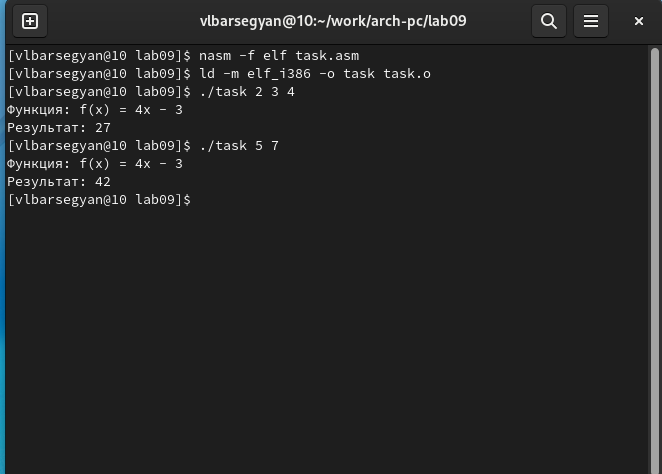 vlbarsegyan@10:~/work/arch-pc/lab09
[vlbarsegyan@10 lab09]$ nasm -f elf task.asm
[vlbarsegyan@10 lab09]$ ld -m elf_i386 -o task task.o
[vlbarsegyan@10 lab09]$ ./task 2 3 4
Функция: f(x) = 4x - 3
Результат: 27
[vlbarsegyan@10 lab09]$ ./task 5 7
Функция: f(x) = 4x - 3
Результат: 42
[vlbarsegyan@10 lab09]$